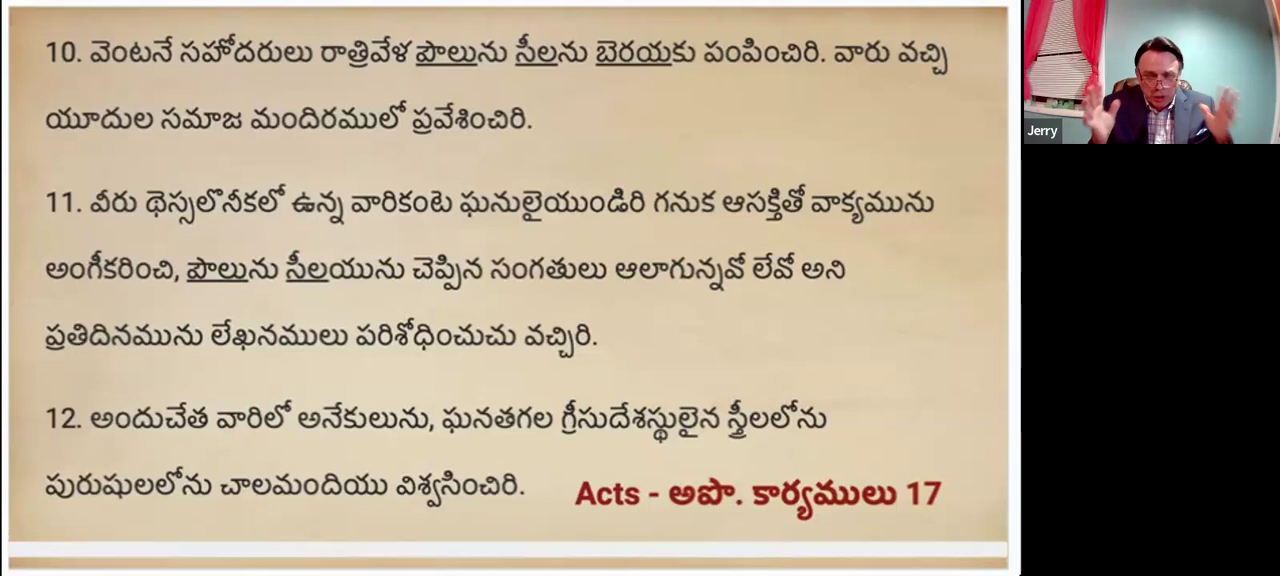 10. వెంటనే సహోదరులు రాత్రివేళ పౌలును సీలను బెరయకు పంపించిరి. వారు వచ్చి
యూదుల సమాజ మందిరములో ప్రవేశించిరి.
11. వీరు థెస్సలొనీకలో ఉన్న వారికంటె ఘనులైయుండిరి గనుక ఆసక్తితో వాక్యమును
అంగీకరించి, పౌలును సీలయును చెప్పిన సంగతులు ఆలాగున్నవో లేవో అని
ప్రతిదినమును లేఖనములు పరిశోధించుచు వచ్చిరి.
12. అందుచేత వారిలో అనేకులును, ఘనతగల గ్రీసుదేశస్థులైన స్త్రీలలోను
పురుషులలోను చాలమందియు విశ్వసించిరి.
Acts - అపొ. కార్యములు 17
Jerry